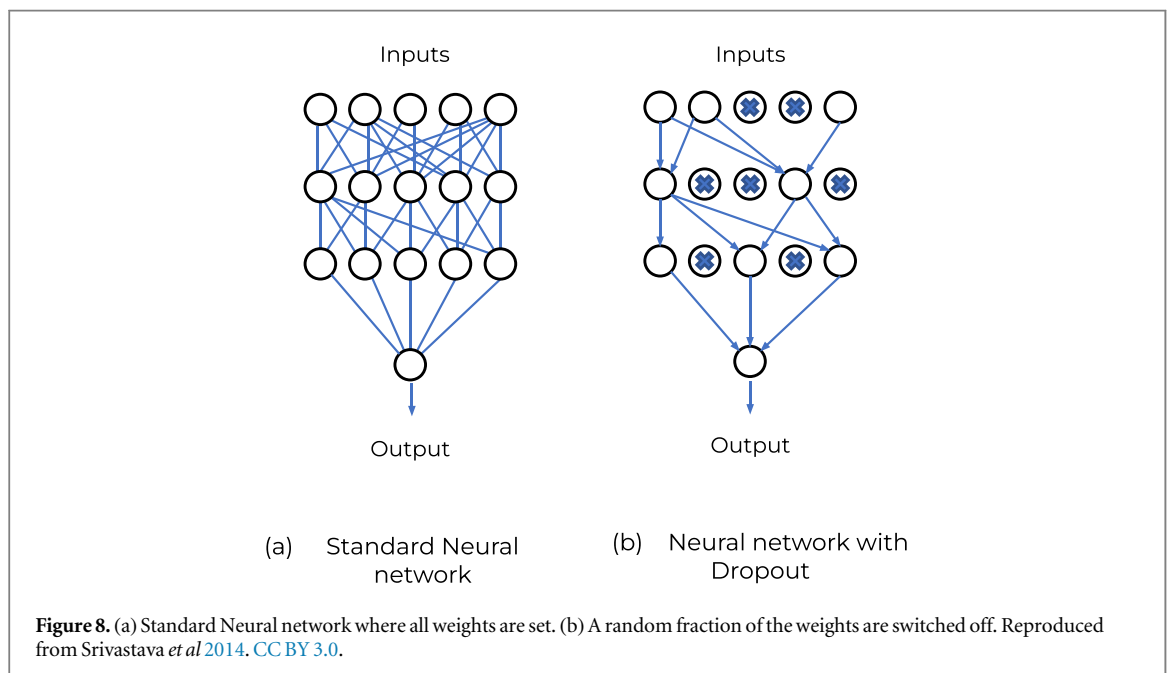 Inputs
Inputs
Output
Output
(a) Standard Neural
network
(b) Neural network with
Dropout
Figure 8. (a) Standard Neural network where all weights are set. (b) A random fraction of the weights are switched off. Reproduced
from Srivastava et al 2014. CC BY 3.0.